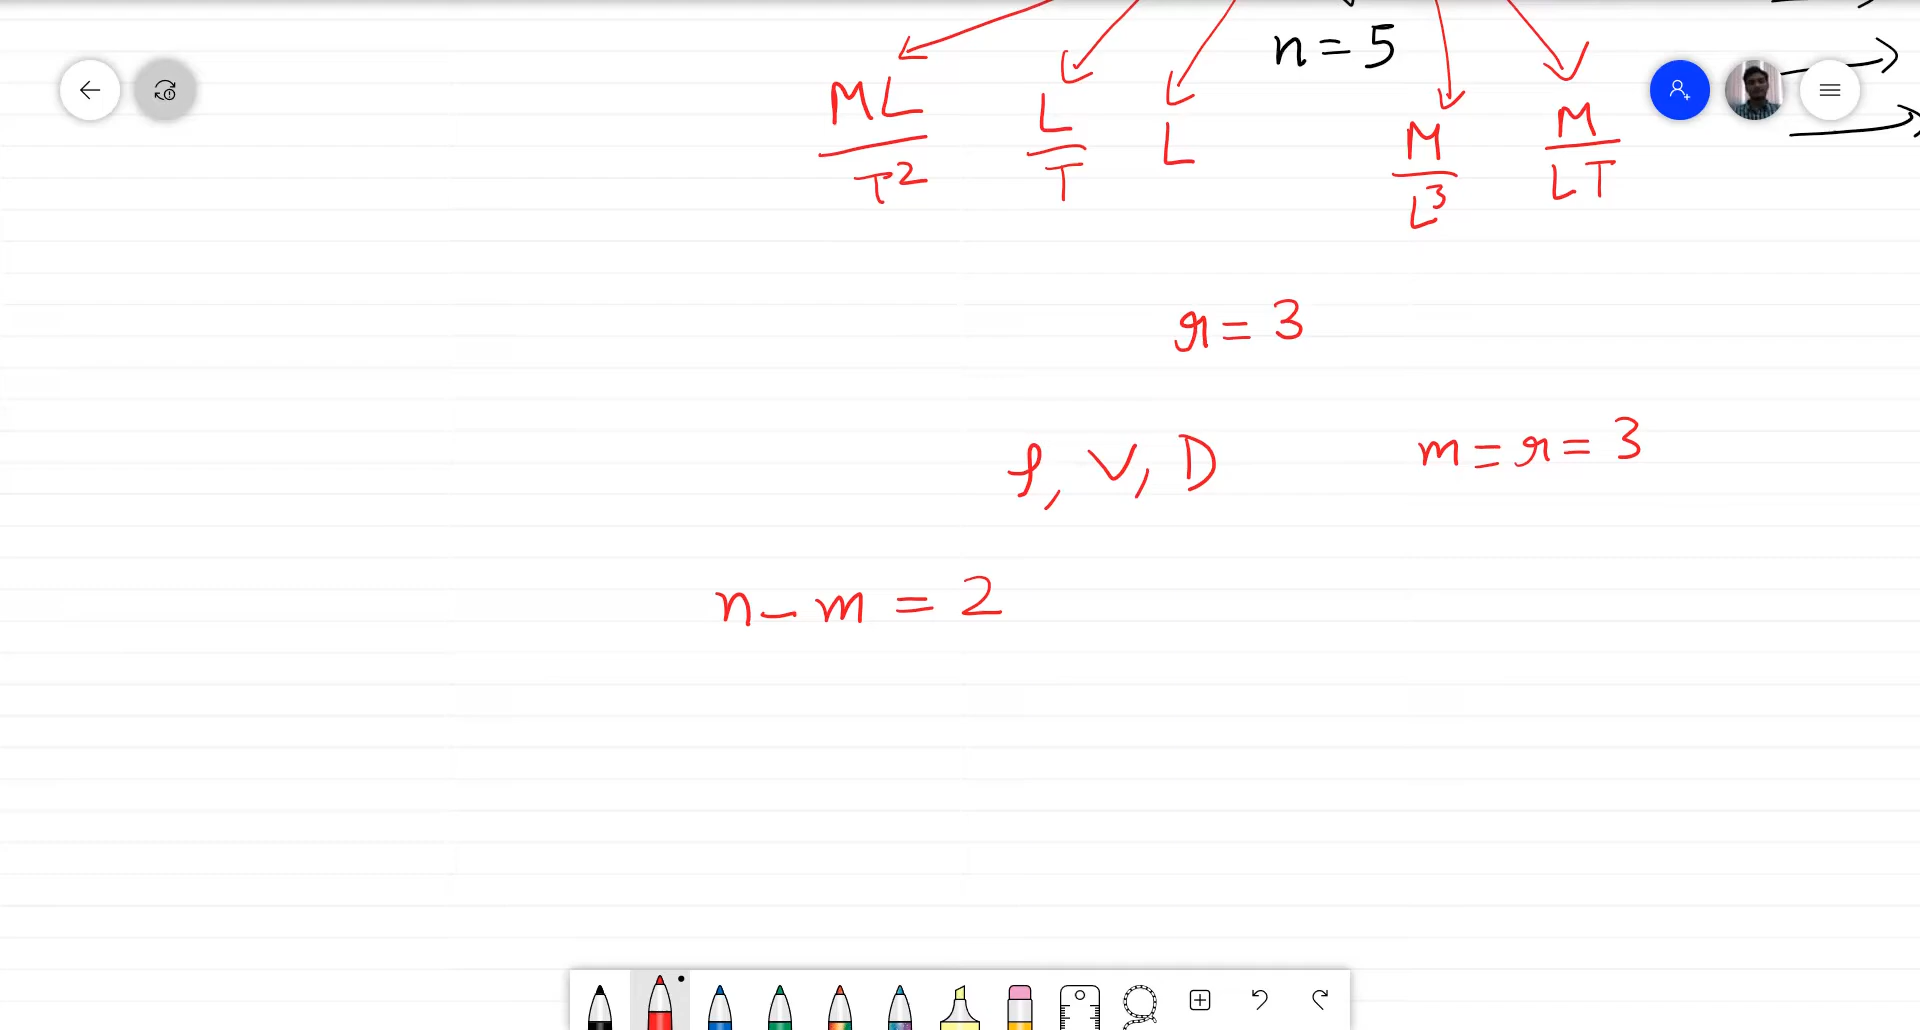 n = 5
ML/T² L/T L M/L³ M/LT
r = 3
ρ, V, D m = r = 3
n - m = 2